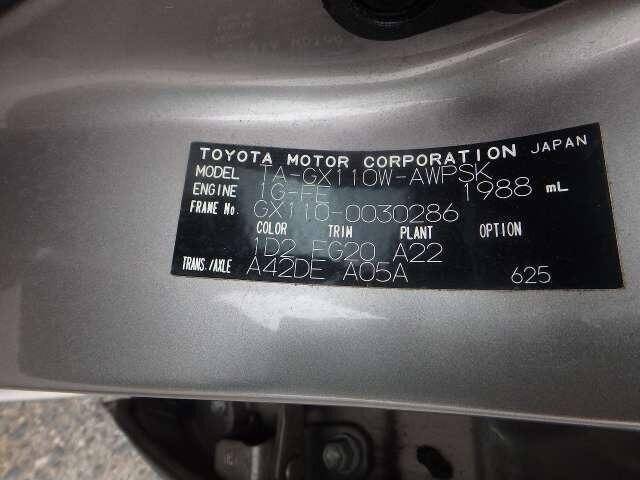 TOYOTA MOTOR CORPORATION JAPAN
MODEL TA-GX110W-AWPSK
ENGINE 1G-FE 1988 mL
FRAME No. GX110-0030286
COLOR TRIM PLANT OPTION
1D2 FG20 A22
TRANS./AXLE A42DE A05A 625